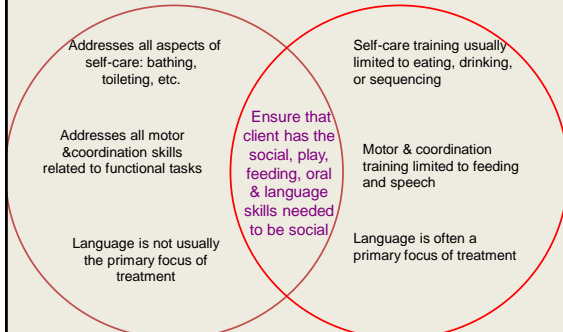 Addresses all aspects of
self-care: bathing,
toileting, etc.
Addresses all motor
&coordination skills
related to functional tasks
Language is not usually
the primary focus of
treatment
Ensure that
client has the
social, play,
feeding, oral
& language
skills needed
to be social
Self-care training usually
limited to eating, drinking,
or sequencing
Motor & coordination
training limited to feeding
and speech
Language is often a
primary focus of treatment